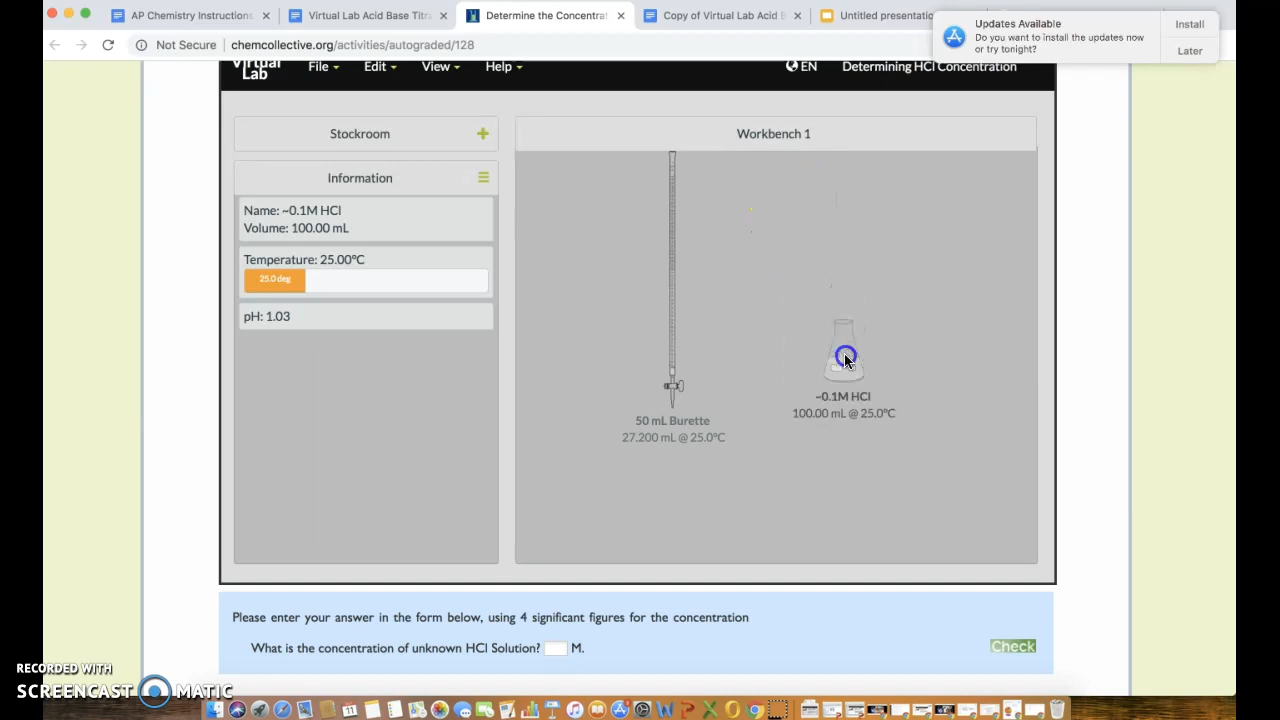 AP Chemistry Instructions
Virtual Lab Acid Base Titra
Determine the Concentrat
Copy of Virtual Lab Acid B
Untitled presentatio
Updates Available
Do you want to install the updates now
or try tonight?
Install
Later
Not Secure
chemcollective.org/activities/autograded/128
Virtual
Lab
File
Edit
View
Help
EN
Determining HCl Concentration
Stockroom
Workbench 1
Information
Name: ~0.1M HCl
Volume: 100.00 mL
Temperature: 25.00°C
25.0 deg
pH: 1.03
~0.1M HCl
100.00 mL @ 25.0°C
50 mL Burette
27.200 mL @ 25.0°C
Please enter your answer in the form below, using 4 significant figures for the concentration
What is the concentration of unknown HCl Solution? M.
Check
RECORDED WITH
SCREENCAST MATIC